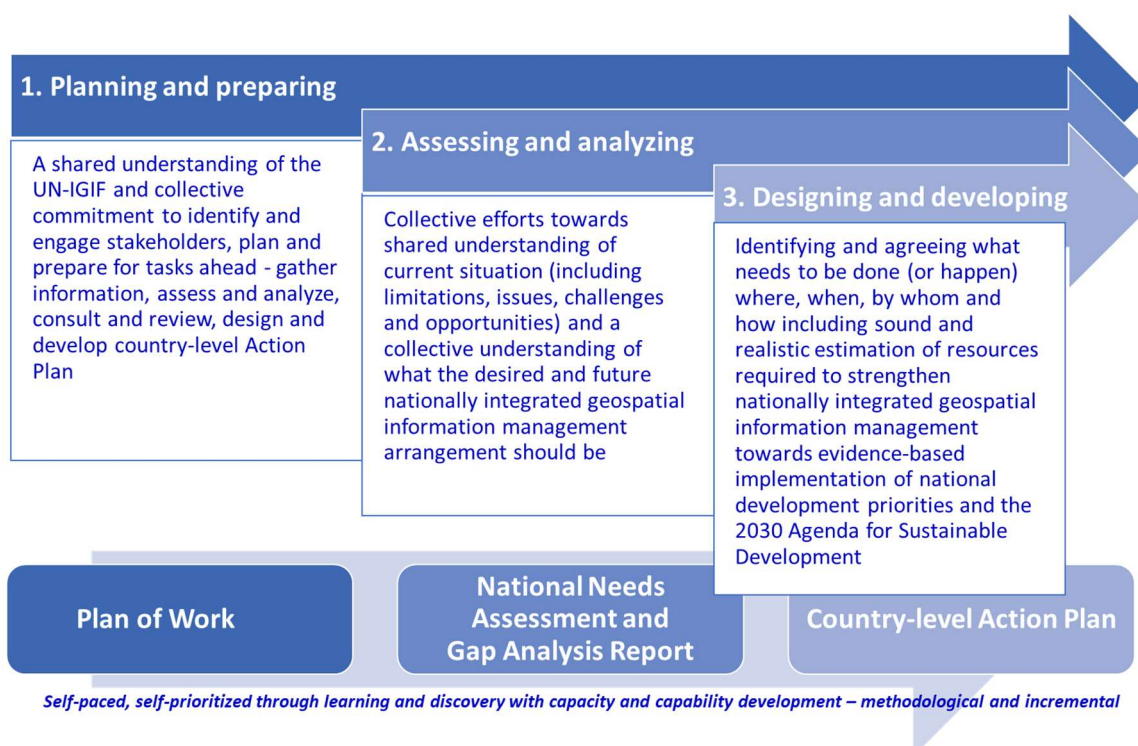 1. Planning and preparing
A shared understanding of the
UN-IGIF and collective
commitment to identify and
engage stakeholders, plan and
prepare for tasks ahead - gather
information, assess and analyze,
consult and review, design and
develop country-level Action
Plan
2. Assessing and analyzing
Collective efforts towards
shared understanding of
current situation (including
limitations, issues, challenges
and opportunities) and a
collective understanding of
what the desired and future
nationally integrated geospatial
information management
arrangement should be
3. Designing and developing
Identifying and agreeing what
needs to be done (or happen)
where, when, by whom and
how including sound and
realistic estimation of resources
required to strengthen
nationally integrated geospatial
information management
towards evidence-based
implementation of national
development priorities and the
2030 Agenda for Sustainable
Development
Plan of Work
National Needs
Assessment and
Gap Analysis Report
Country-level Action Plan
Self-paced, self-prioritized through learning and discovery with capacity and capability development – methodological and incremental